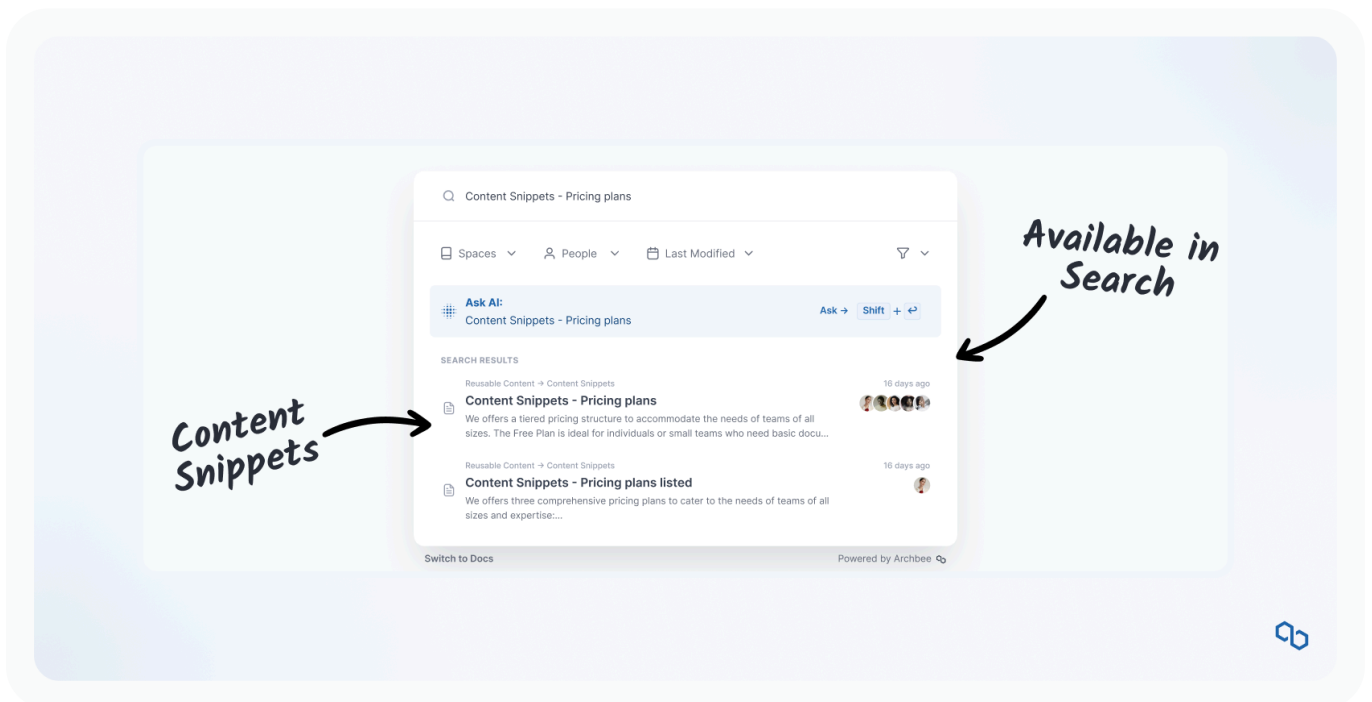 Content Snippets - Pricing plans
Spaces
People
Last Modified
Ask AI:
Content Snippets - Pricing plans
Ask → Shift + ↩
SEARCH RESULTS
Reusable Content → Content Snippets
16 days ago
Content Snippets - Pricing plans
We offers a tiered pricing structure to accommodate the needs of teams of all
sizes. The Free Plan is ideal for individuals or small teams who need basic docu...
Reusable Content → Content Snippets
16 days ago
Content Snippets - Pricing plans listed
We offers three comprehensive pricing plans to cater to the needs of teams of all
sizes and expertise:...
Switch to Docs
Powered by Archbee
Content
Snippets
Available in
Search